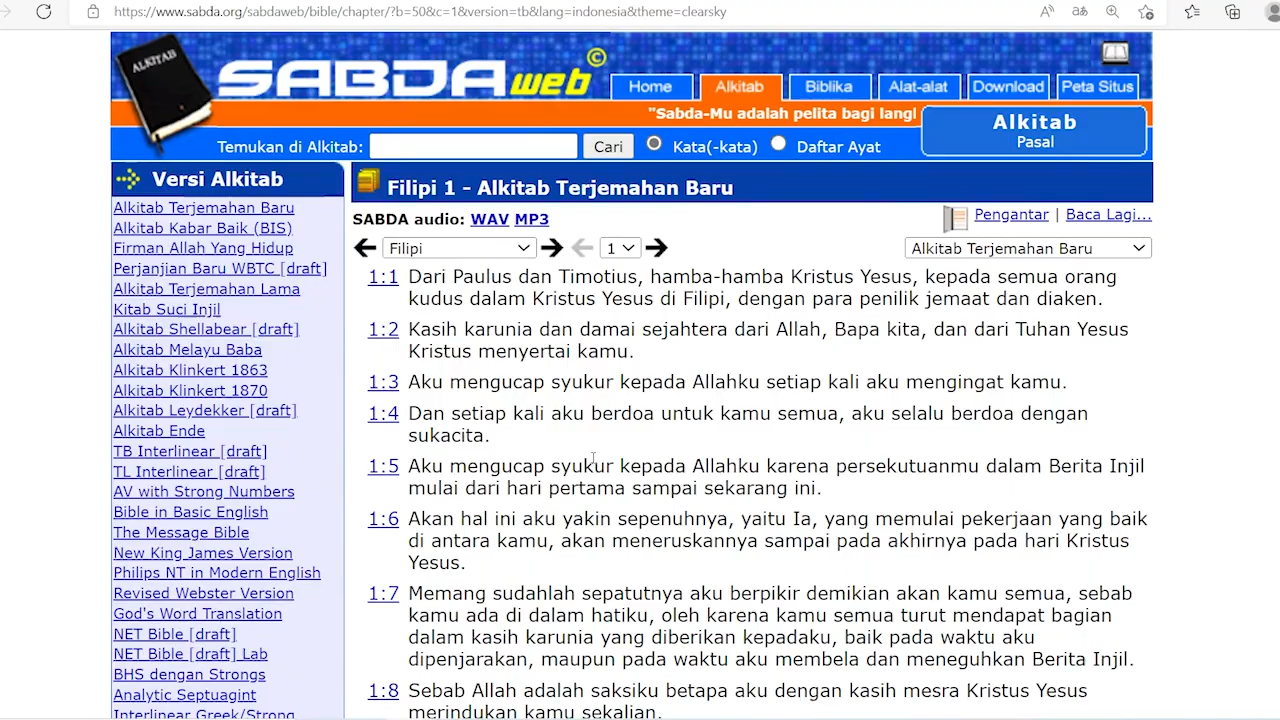 https://www.sabda.org/sabdaweb/bible/chapter/?b=50&c=1&version=tb&lang=indonesia&theme=clearsky
ALKITAB
SABDAweb ©
Home Alkitab Biblika Alat-alat Download Peta Situs
"Sabda-Mu adalah pelita bagi langl
Alkitab
Pasal
Temukan di Alkitab: Cari Kata(-kata) Daftar Ayat
Versi Alkitab
Alkitab Terjemahan Baru
Alkitab Kabar Baik (BIS)
Firman Allah Yang Hidup
Perjanjian Baru WBTC [draft]
Alkitab Terjemahan Lama
Kitab Suci Injil
Alkitab Shellabear [draft]
Alkitab Melayu Baba
Alkitab Klinkert 1863
Alkitab Klinkert 1870
Alkitab Leydekker [draft]
Alkitab Ende
TB Interlinear [draft]
TL Interlinear [draft]
AV with Strong Numbers
Bible in Basic English
The Message Bible
New King James Version
Philips NT in Modern English
Revised Webster Version
God's Word Translation
NET Bible [draft]
NET Bible [draft] Lab
BHS dengan Strongs
Analytic Septuagint
Interlinear Greek/Strong
Filipi 1 - Alkitab Terjemahan Baru
SABDA audio: WAV MP3
Pengantar | Baca Lagi...
Filipi 1 Alkitab Terjemahan Baru
1:1 Dari Paulus dan Timotius, hamba-hamba Kristus Yesus, kepada semua orang
kudus dalam Kristus Yesus di Filipi, dengan para penilik jemaat dan diaken.
1:2 Kasih karunia dan damai sejahtera dari Allah, Bapa kita, dan dari Tuhan Yesus
Kristus menyertai kamu.
1:3 Aku mengucap syukur kepada Allahku setiap kali aku mengingat kamu.
1:4 Dan setiap kali aku berdoa untuk kamu semua, aku selalu berdoa dengan
sukacita.
1:5 Aku mengucap syukur kepada Allahku karena persekutuanmu dalam Berita Injil
mulai dari hari pertama sampai sekarang ini.
1:6 Akan hal ini aku yakin sepenuhnya, yaitu Ia, yang memulai pekerjaan yang baik
di antara kamu, akan meneruskannya sampai pada akhirnya pada hari Kristus
Yesus.
1:7 Memang sudahlah sepatutnya aku berpikir demikian akan kamu semua, sebab
kamu ada di dalam hatiku, oleh karena kamu semua turut mendapat bagian
dalam kasih karunia yang diberikan kepadaku, baik pada waktu aku
dipenjarakan, maupun pada waktu aku membela dan meneguhkan Berita Injil.
1:8 Sebab Allah adalah saksiku betapa aku dengan kasih mesra Kristus Yesus
merindukan kamu sekalian.